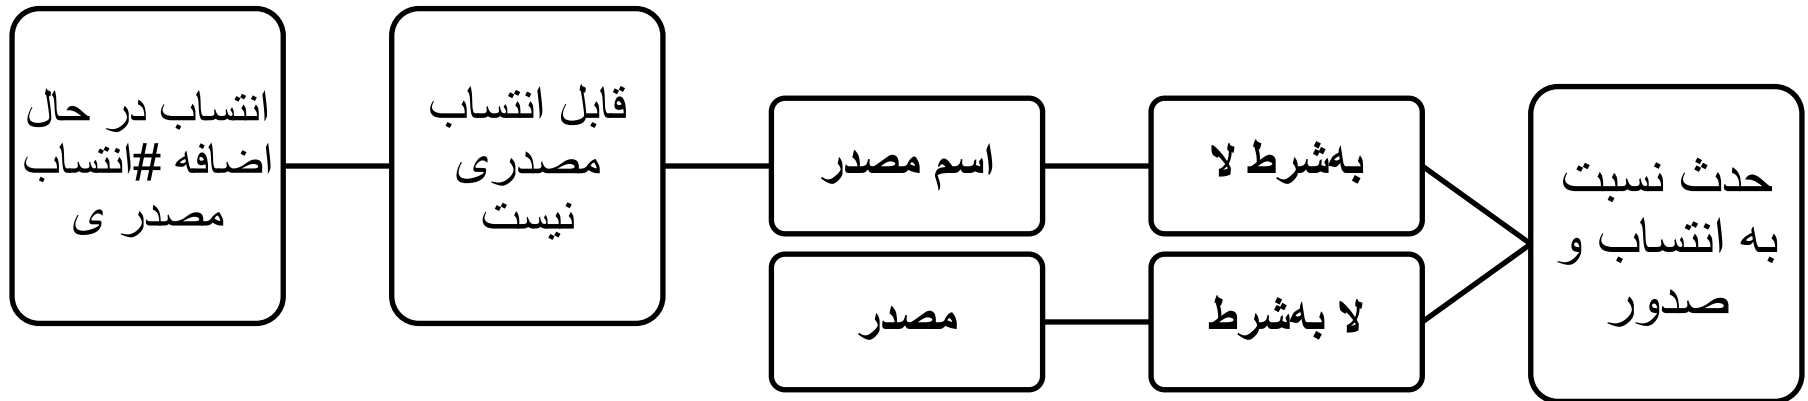 حدث نسبت
به انتساب و
صدور
به‌شرط لا
اسم مصدر
قابل انتساب
مصدری
نیست
انتساب در حال
اضافه #انتساب
مصدر ی
لا به‌شرط
مصدر